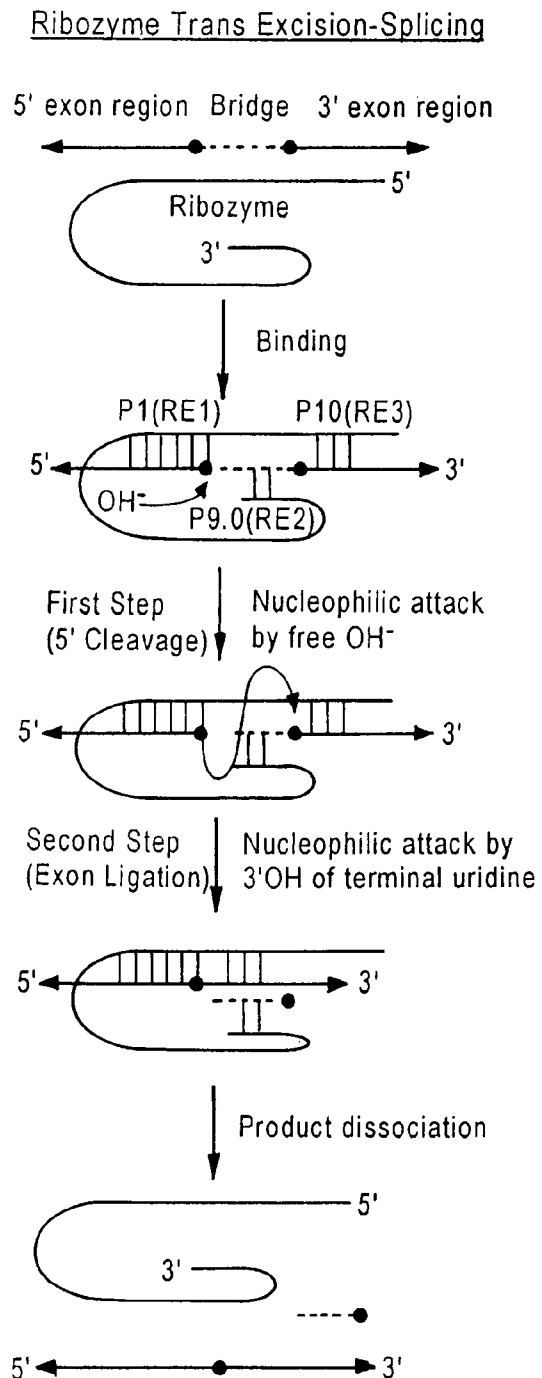 Ribozyme Trans Excision-Splicing
5' exon region Bridge 3' exon region
5'
Ribozyme
3'
Binding
P1(RE1) P10(RE3)
5' 3'
OH-
P9.0(RE2)
First Step Nucleophilic attack
(5' Cleavage) by free OH-
5' 3'
Second Step Nucleophilic attack by
(Exon Ligation) 3'OH of terminal uridine
5' 3'
Product dissociation
5'
3'
5' 3'